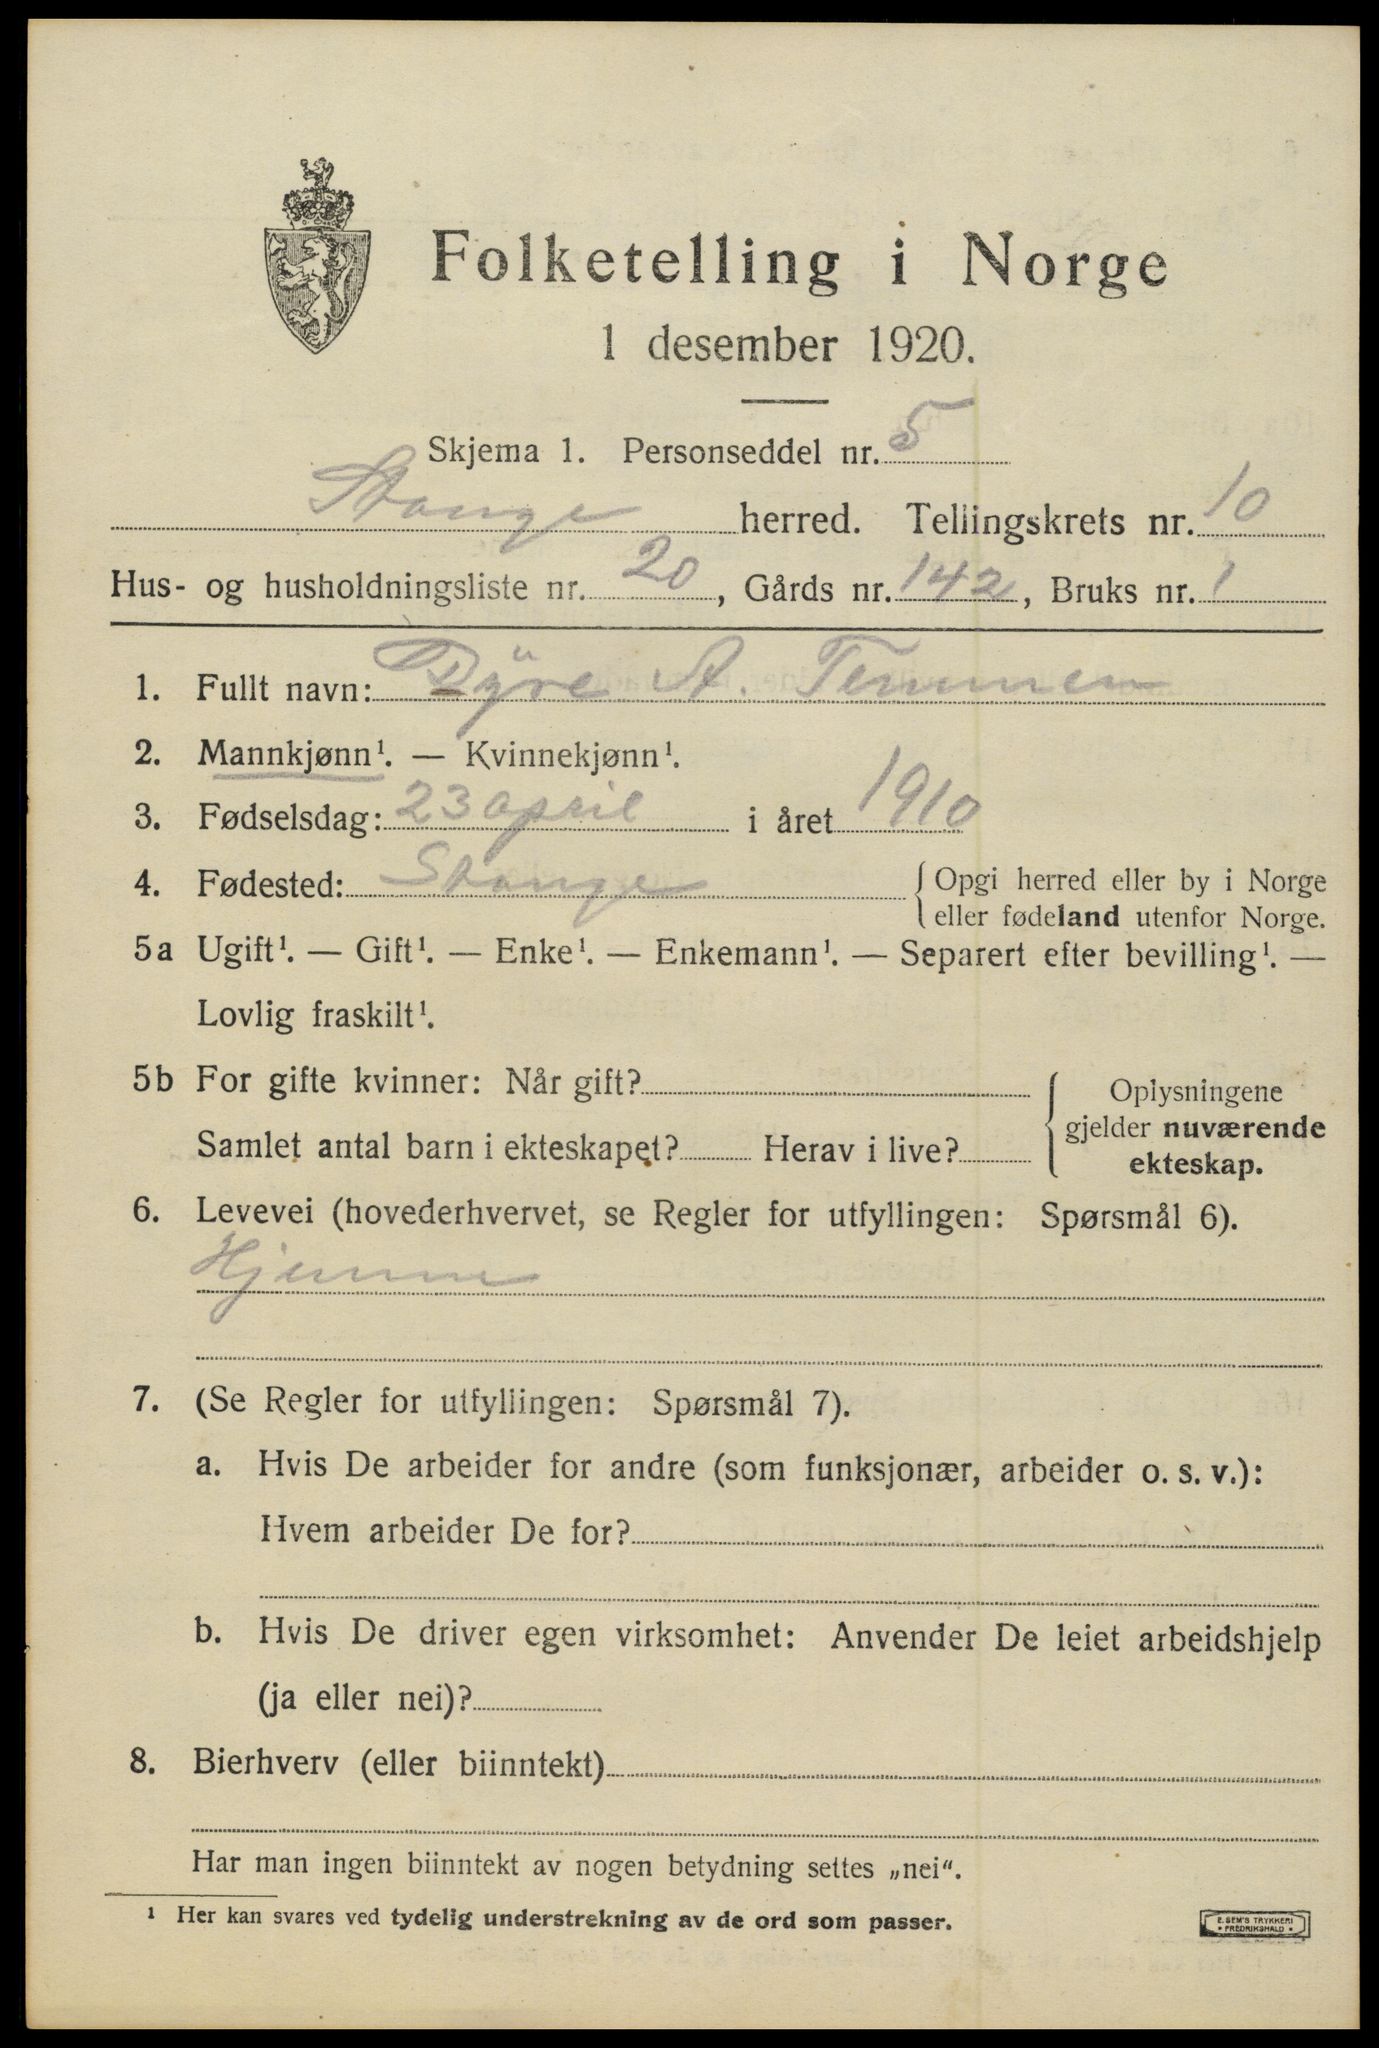 Folketelling i Norge
1 desember 1920.
Skjema 1. Personseddel nr. 5
Stange herred. Tellingskrets nr. 10
Hus- og husholdningsliste nr. 20, Gårds nr. 142, Bruks nr. 1
1. Fullt navn: Dÿre A. Temmen
2. Mannkjønn¹. — Kvinnekjønn¹.
3. Fødselsdag: 23 april i året 1910
4. Fødested: Stange { Opgi herred eller by i Norge
eller fødeland utenfor Norge.
5a Ugift¹. — Gift¹. — Enke¹. — Enkemann¹. — Separert efter bevilling¹. —
Lovlig fraskilt¹.
5b For gifte kvinner: Når gift?
Samlet antal barn i ekteskapet? Herav i live?
{ Oplysningene
gjelder nuværende
ekteskap.
6. Levevei (hovederhvervet, se Regler for utfyllingen: Spørsmål 6).
Hjemme
7. (Se Regler for utfyllingen: Spørsmål 7).
a. Hvis De arbeider for andre (som funksjonær, arbeider o. s. v.):
Hvem arbeider De for?
b. Hvis De driver egen virksomhet: Anvender De leiet arbeidshjelp
(ja eller nei)?
8. Bierhverv (eller biinntekt)
Har man ingen biinntekt av nogen betydning settes „nei".
¹ Her kan svares ved tydelig understrekning av de ord som passer.
E. SEM'S TRYKKERI
• FREDRIKSHALD •